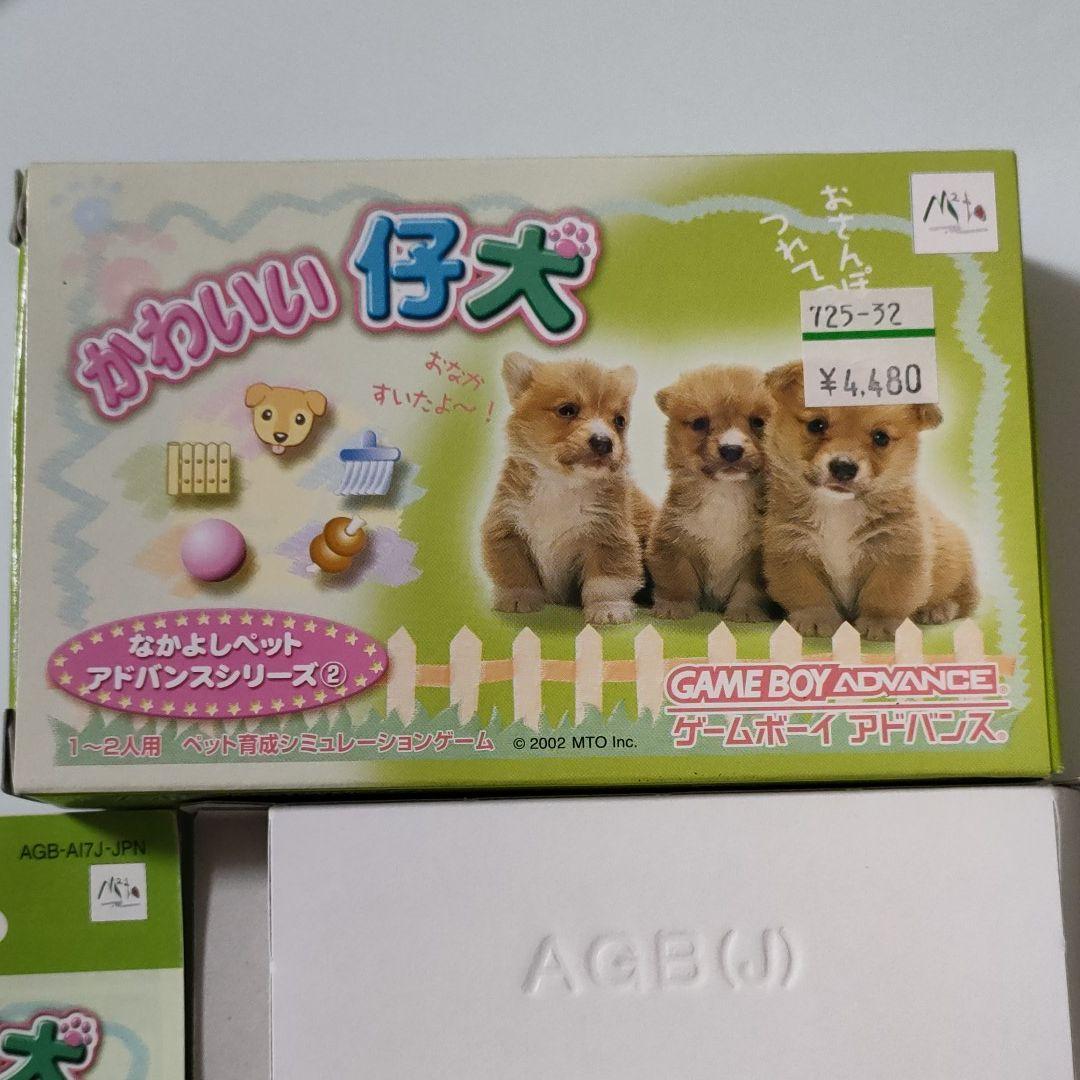 かわいい仔犬
おさんぽ
つれてっ
725-32
¥4,480
おなか
すいたよ～!
なかよしペット
アドバンスシリーズ②
GAME BOY ADVANCE
ゲームボーイ アドバンス
1～2人用 ペット育成シミュレーションゲーム © 2002 MTO Inc.
AGB-AI7J-JPN
AGB(J)
犬